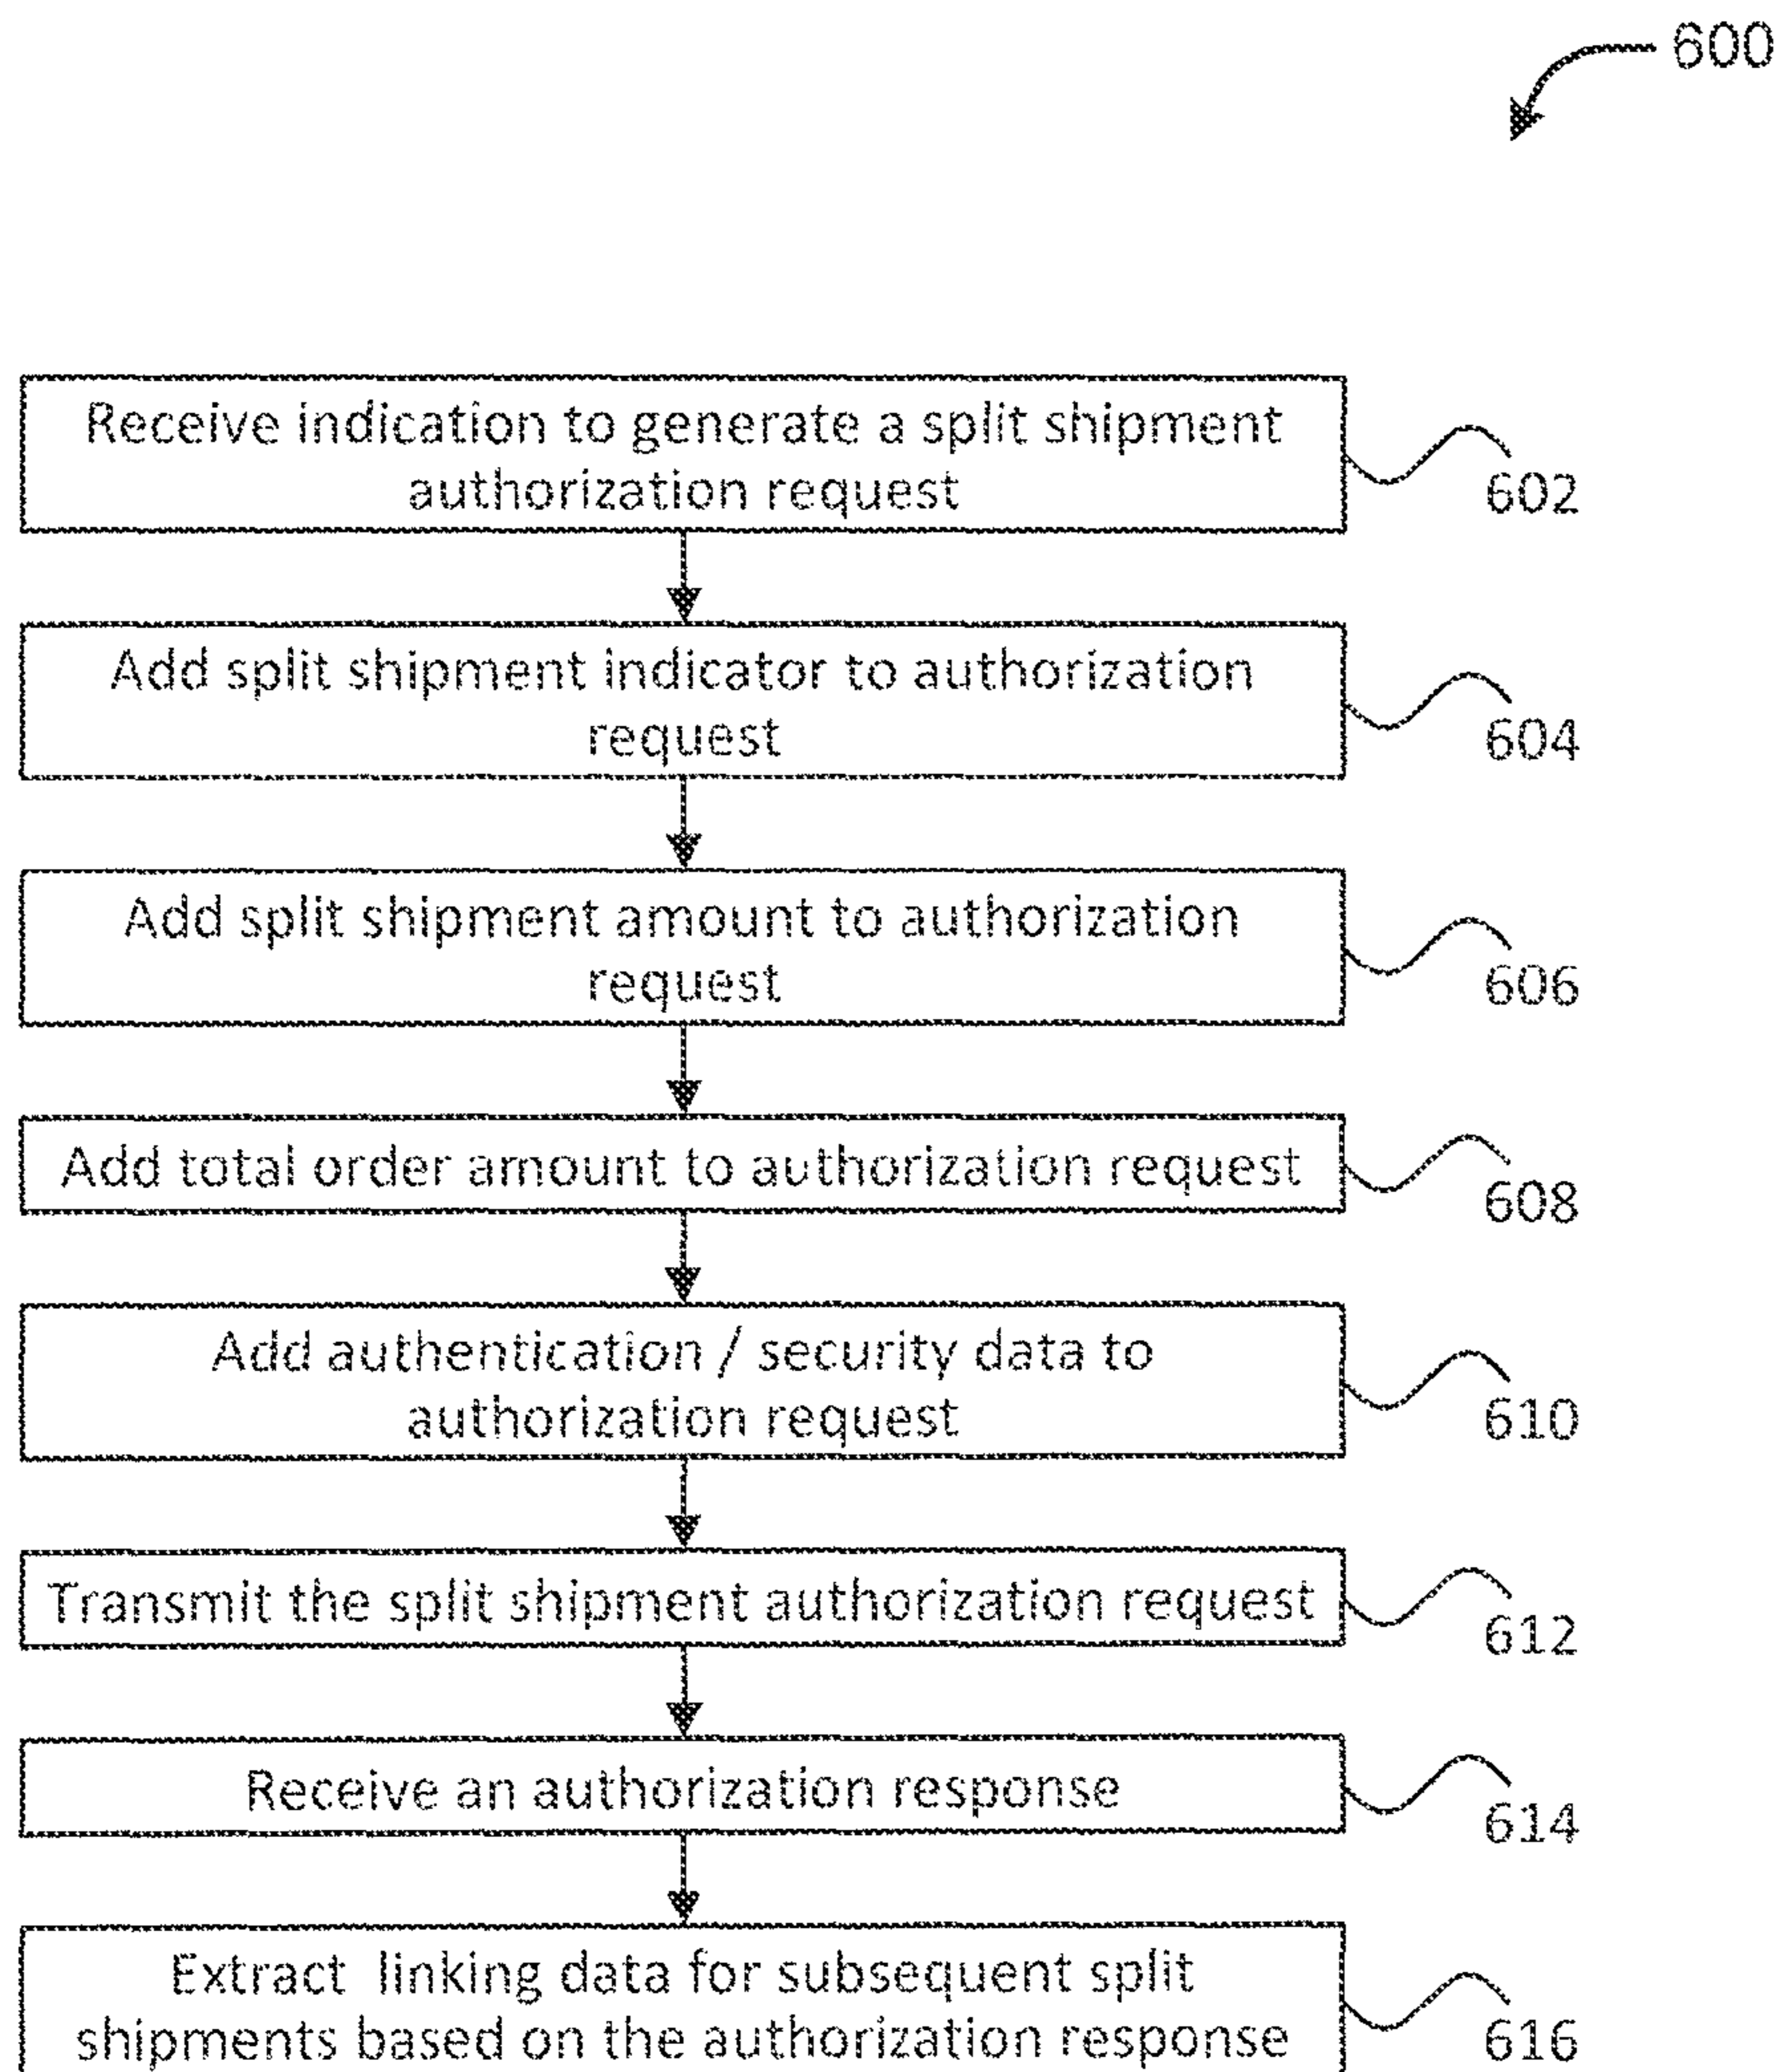 600
Receive indication to generate a split shipment
authorization request
602
Add split shipment indicator to authorization
request
604
Add split shipment amount to authorization
request
606
Add total order amount to authorization request
608
Add authentication / security data to
authorization request
610
Transmit the split shipment authorization request
612
Receive an authorization response
614
Extract linking data for subsequent split
shipments based on the authorization response
616